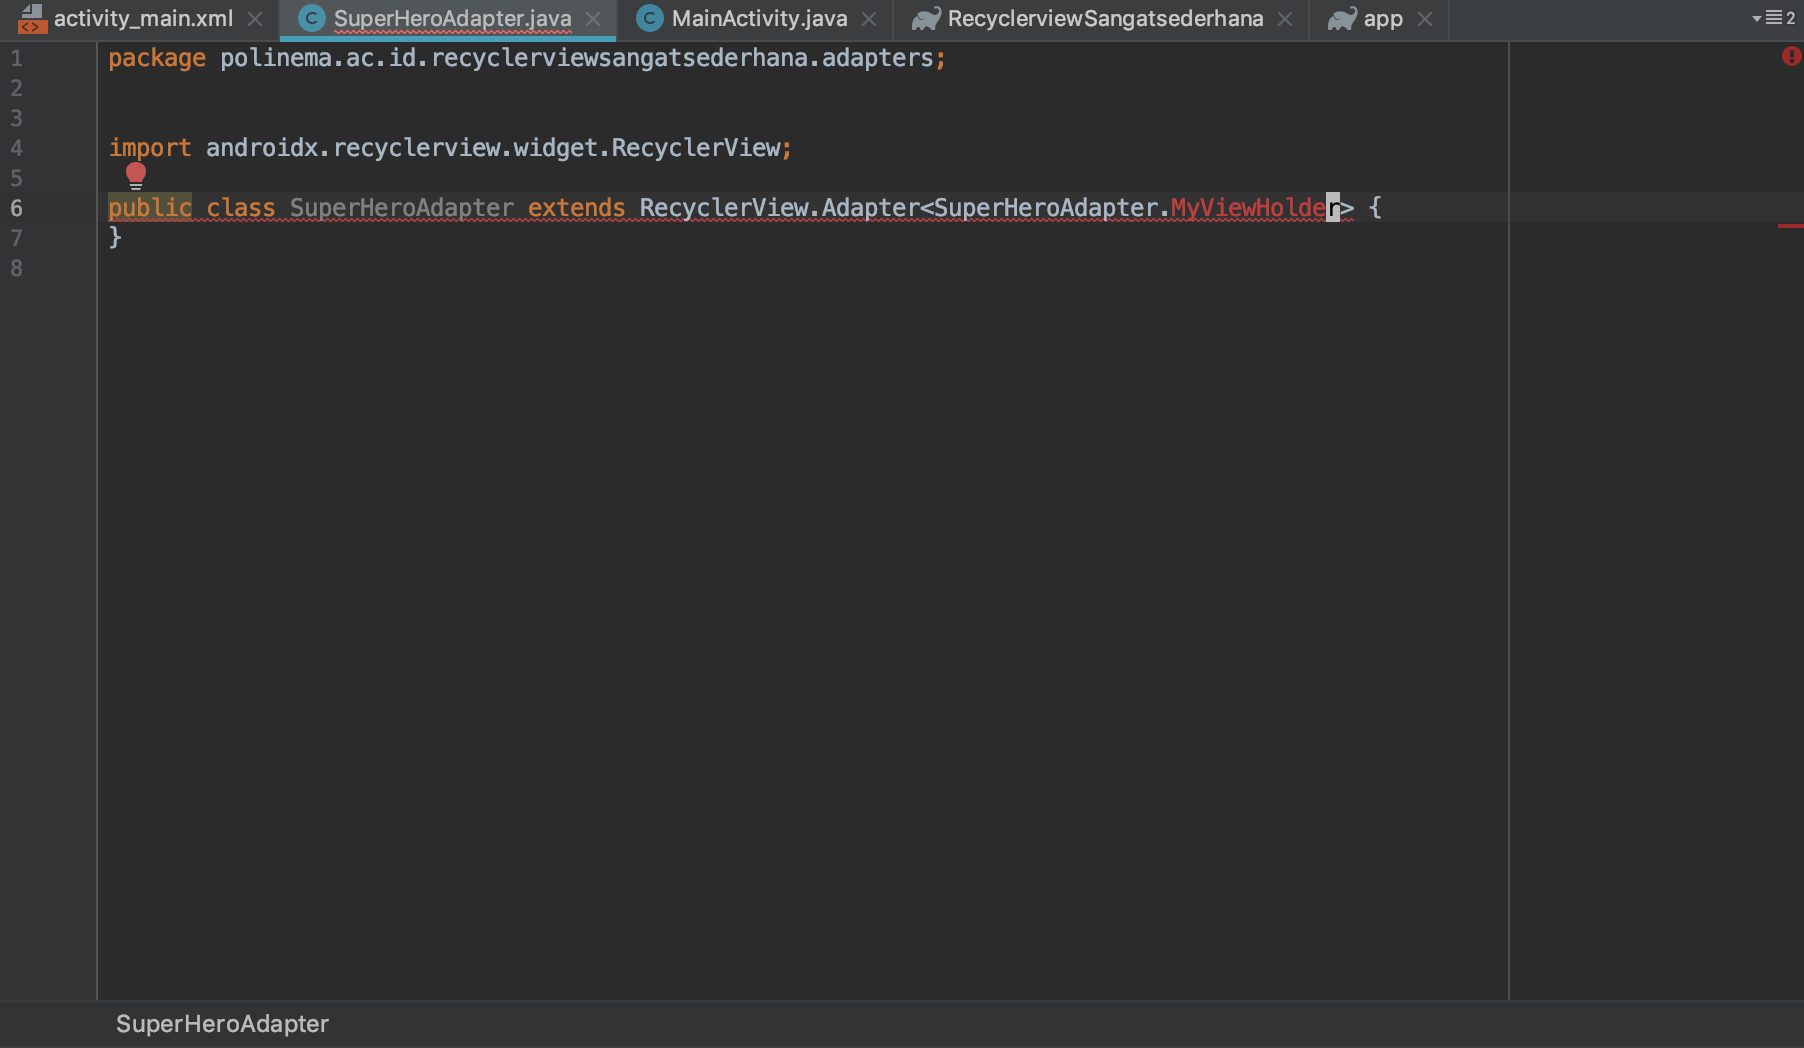 activity_main.xml SuperHeroAdapter.java MainActivity.java RecyclerviewSangatsederhana app 2
1 package polinema.ac.id.recyclerviewsangatsederhana.adapters;
2
3
4 import androidx.recyclerview.widget.RecyclerView;
5
6 public class SuperHeroAdapter extends RecyclerView.Adapter<SuperHeroAdapter.MyViewHolder> {
7 }
8
SuperHeroAdapter